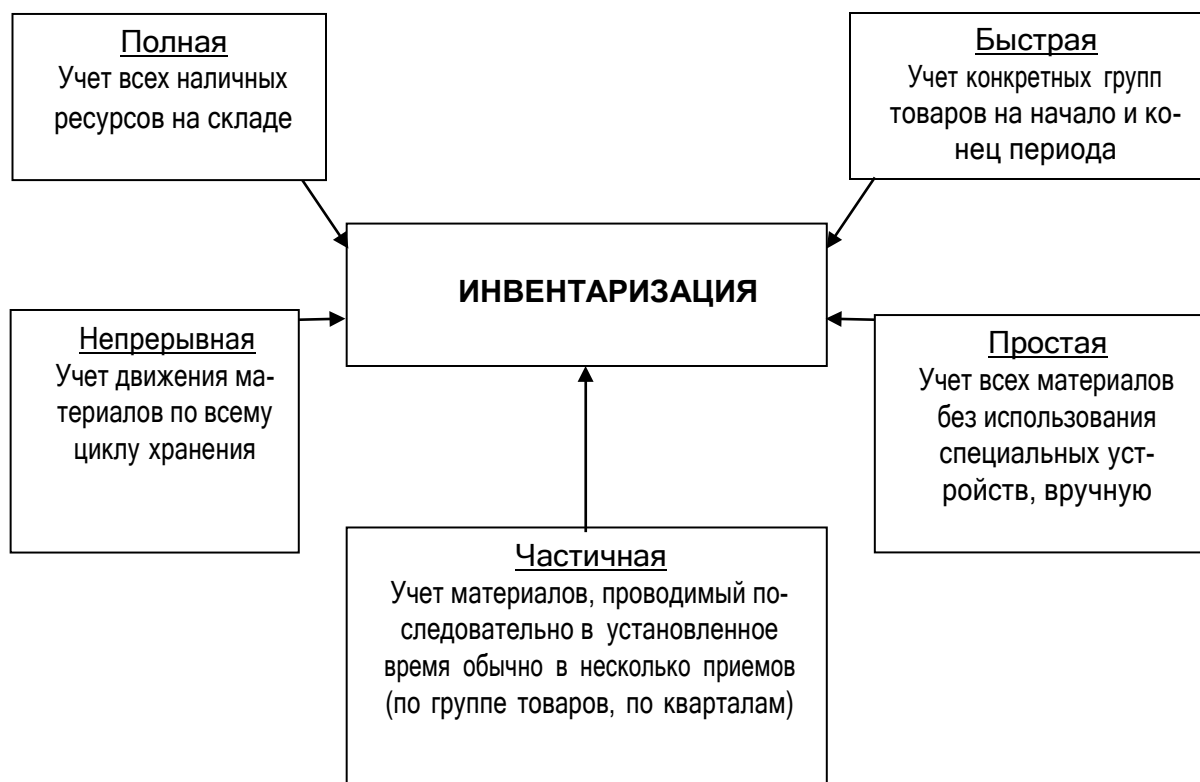 Полная
Учет всех наличных
ресурсов на складе
Быстрая
Учет конкретных групп
товаров на начало и ко-
нец периода
ИНВЕНТАРИЗАЦИЯ
Непрерывная
Учет движения ма-
териалов по всему
циклу хранения
Простая
Учет всех материалов
без использования
специальных уст-
ройств, вручную
Частичная
Учет материалов, проводимый по-
следовательно в установленное
время обычно в несколько приемов
(по группе товаров, по кварталам)